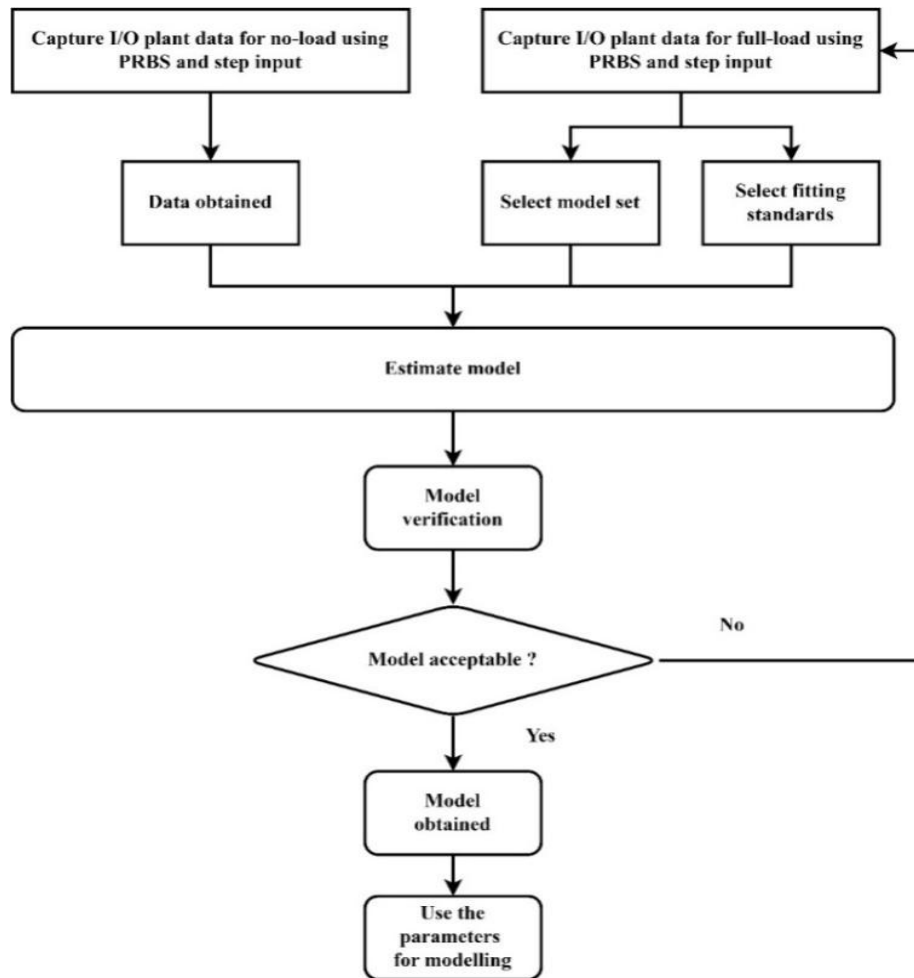 Capture I/O plant data for no-load using
PRBS and step input
Capture I/O plant data for full-load using
PRBS and step input
Data obtained
Select model set
Select fitting
standards
Estimate model
Model
verification
Model acceptable ?
No
Yes
Model
obtained
Use the
parameters
for modelling